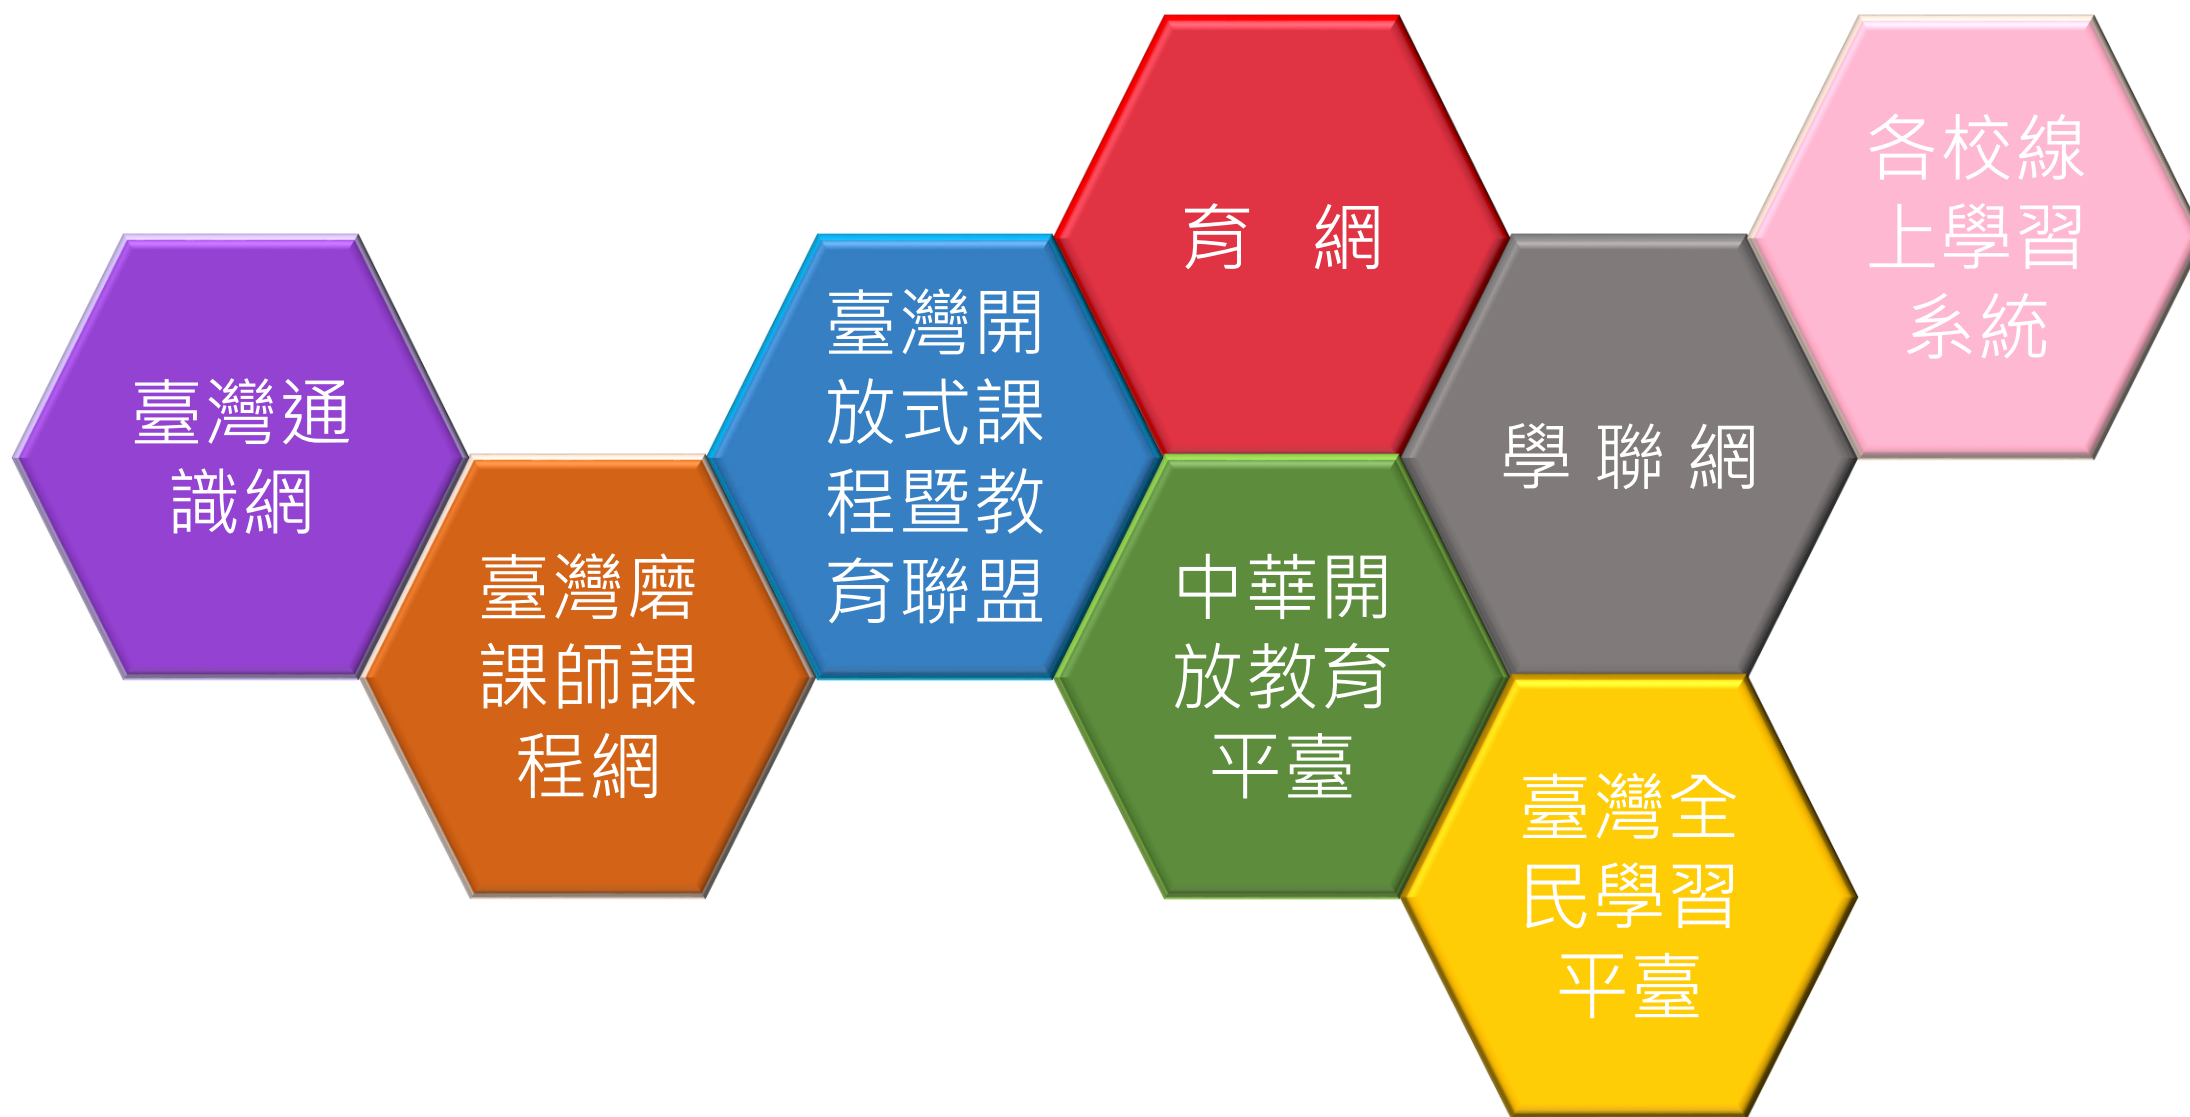 臺灣通
識網
臺灣磨
課師課
程網
臺灣開
放式課
程暨教
育聯盟
育 網
中華開
放教育
平臺
學 聯 網
臺灣全
民學習
平臺
各校線
上學習
系統